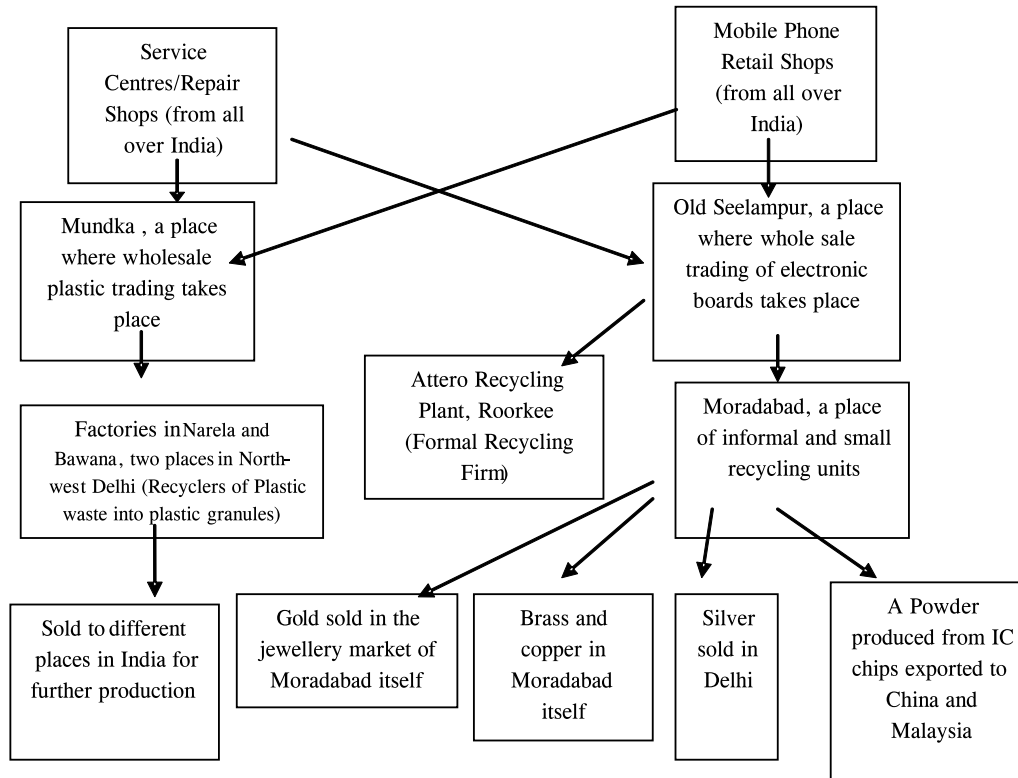 Service
Centres/Repair
Shops (from all
over India)
Mobile Phone
Retail Shops
(from all over
India)
Mundka , a place
where wholesale
plastic trading takes
place
Old Seelampur, a place
where whole sale
trading of electronic
boards takes place
Attero Recycling
Plant, Roorkee
(Formal Recycling
Firm)
Moradabad, a place
of informal and small
recycling units
Factories in Narela and
Bawana, two places in North-
west Delhi (Recyclers of Plastic
waste into plastic granules)
Sold to different
places in India for
further production
Gold sold in the
jewellery market of
Moradabad itself
Brass and
copper in
Moradabad
itself
Silver
sold in
Delhi
A Powder
produced from IC
chips exported to
China and
Malaysia